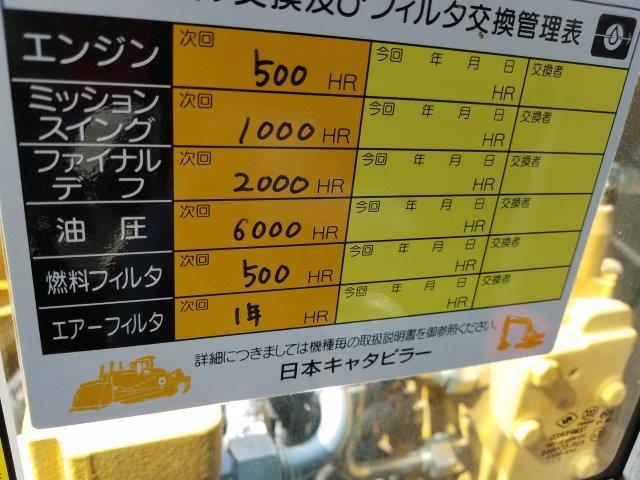 交換及びフィルタ交換管理表
エンジン 次回 500 HR 今回 年 月 日 HR 交換者
ミッション
スイング 次回 1000 HR 今回 年 月 日 HR 交換者
ファイナル
デフ 次回 2000 HR 今回 年 月 日 HR 交換者
油 圧 次回 6000 HR 今回 年 月 日 HR 交換者
燃料フィルタ 次回 500 HR 今回 年 月 日 HR 交換者
エアーフィルタ 次回 1年 HR 今回 年 月 日 HR 交換者
詳細につきましては機種毎の取扱説明書を御参照ください。
日本キャタピラー